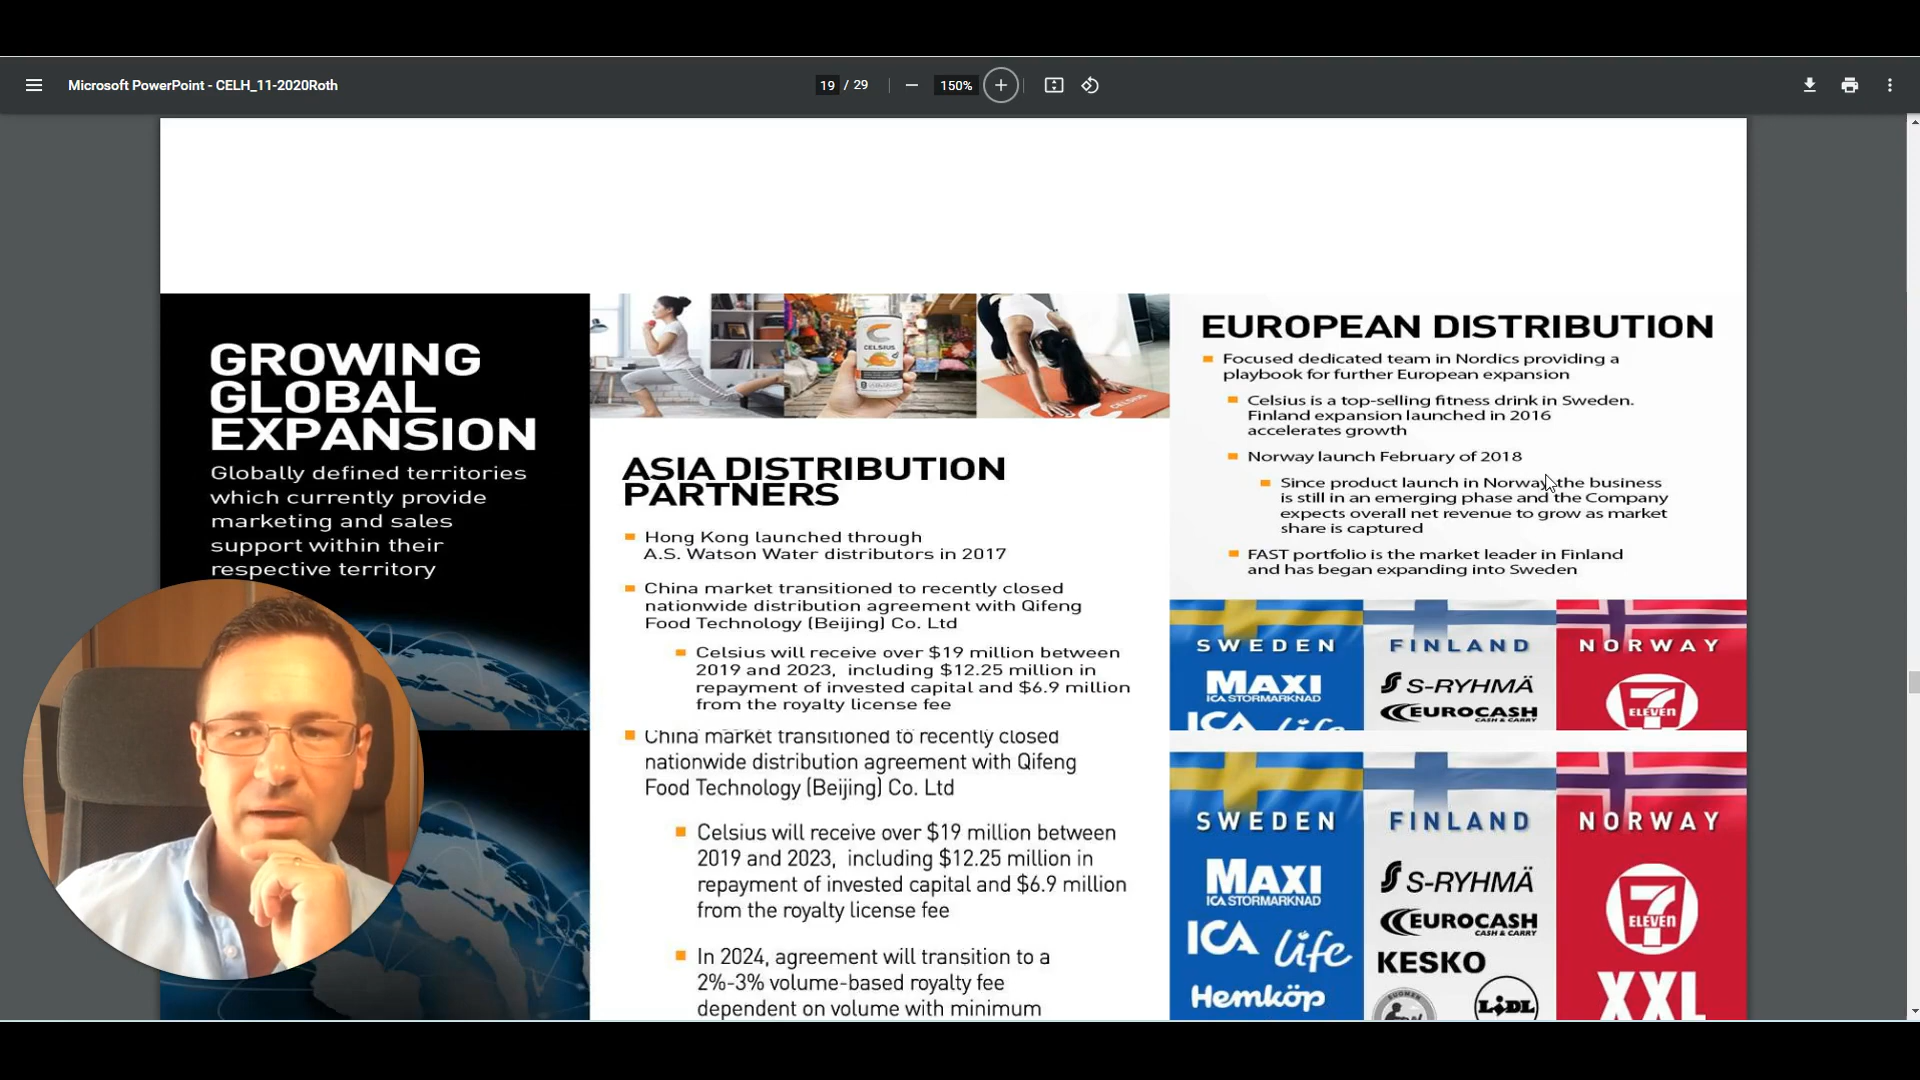 Microsoft PowerPoint - CELH_11-2020Roth
19 / 29
150%
GROWING
GLOBAL
EXPANSION
Globally defined territories
which currently provide
marketing and sales
support within their
respective territory
CELSIUS
CELSIUS
ASIA DISTRIBUTION
PARTNERS
Hong Kong launched through
A.S. Watson Water distributors in 2017
China market transitioned to recently closed
nationwide distribution agreement with Qifeng
Food Technology (Beijing) Co. Ltd
Celsius will receive over $19 million between
2019 and 2023, including $12.25 million in
repayment of invested capital and $6.9 million
from the royalty license fee
China market transitioned to recently closed
nationwide distribution agreement with Qifeng
Food Technology (Beijing) Co. Ltd
Celsius will receive over $19 million between
2019 and 2023, including $12.25 million in
repayment of invested capital and $6.9 million
from the royalty license fee
In 2024, agreement will transition to a
2%-3% volume-based royalty fee
dependent on volume with minimum
EUROPEAN DISTRIBUTION
Focused dedicated team in Nordics providing a
playbook for further European expansion
Celsius is a top-selling fitness drink in Sweden.
Finland expansion launched in 2016
accelerates growth
Norway launch February of 2018
Since product launch in Norway, the business
is still in an emerging phase and the Company
expects overall net revenue to grow as market
share is captured
FAST portfolio is the market leader in Finland
and has began expanding into Sweden
SWEDEN FINLAND NORWAY
MAXI
ICA STORMARKNAD
ICA Life
S-RYHMÄ
EUROCASH
CASH & CARRY
7
ELEVEN
SWEDEN FINLAND NORWAY
MAXI
ICA STORMARKNAD
ICA life
Hemköp
S-RYHMÄ
EUROCASH
CASH & CARRY
KESKO
SUOMEN
LIDL
7
ELEVEN
XXL